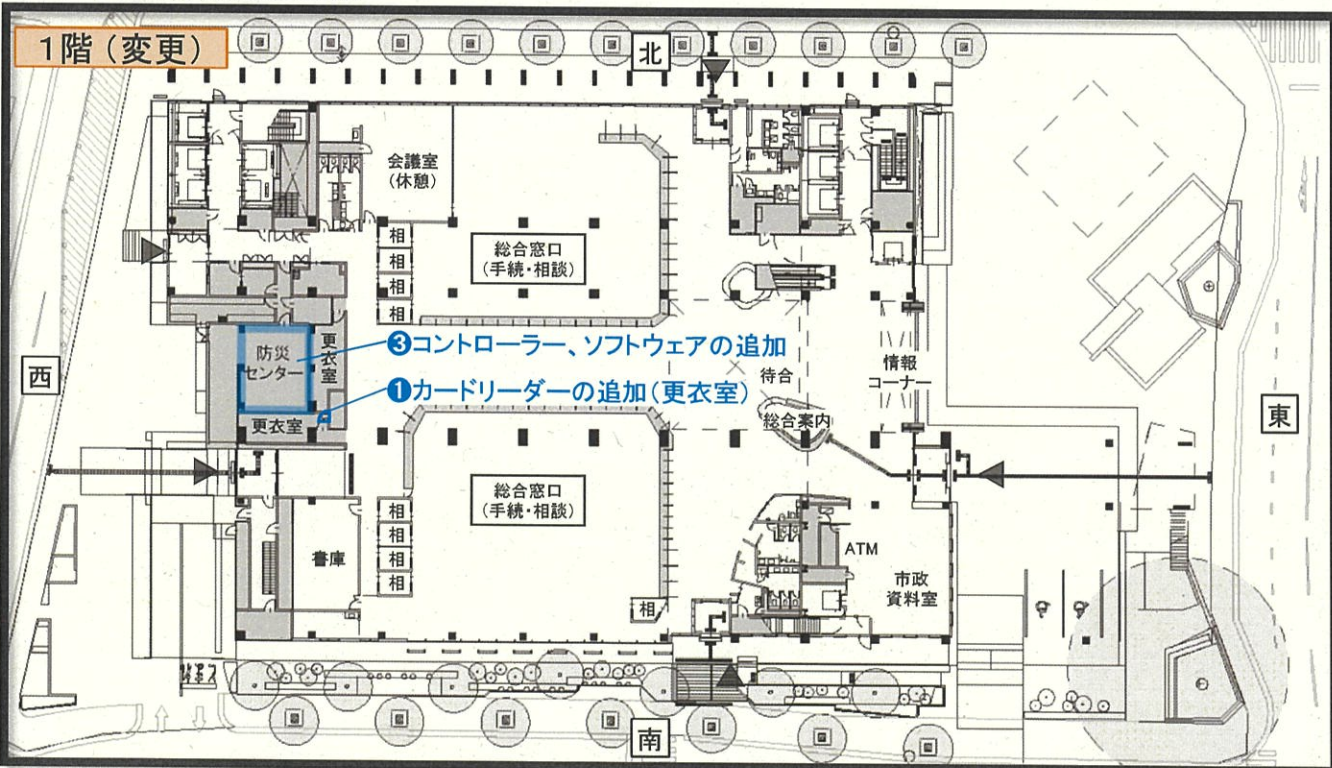 1階(変更)
北
会議室
(休憩)
相
相
相
相
総合窓口
(手続・相談)
❸コントローラー、ソフトウェアの追加
防災
センター
更衣室
❶カードリーダーの追加(更衣室)
更衣室
待合
情報
コーナー
総合案内
西
東
総合窓口
(手続・相談)
相
相
相
相
相
書庫
ATM
市政
資料室
南